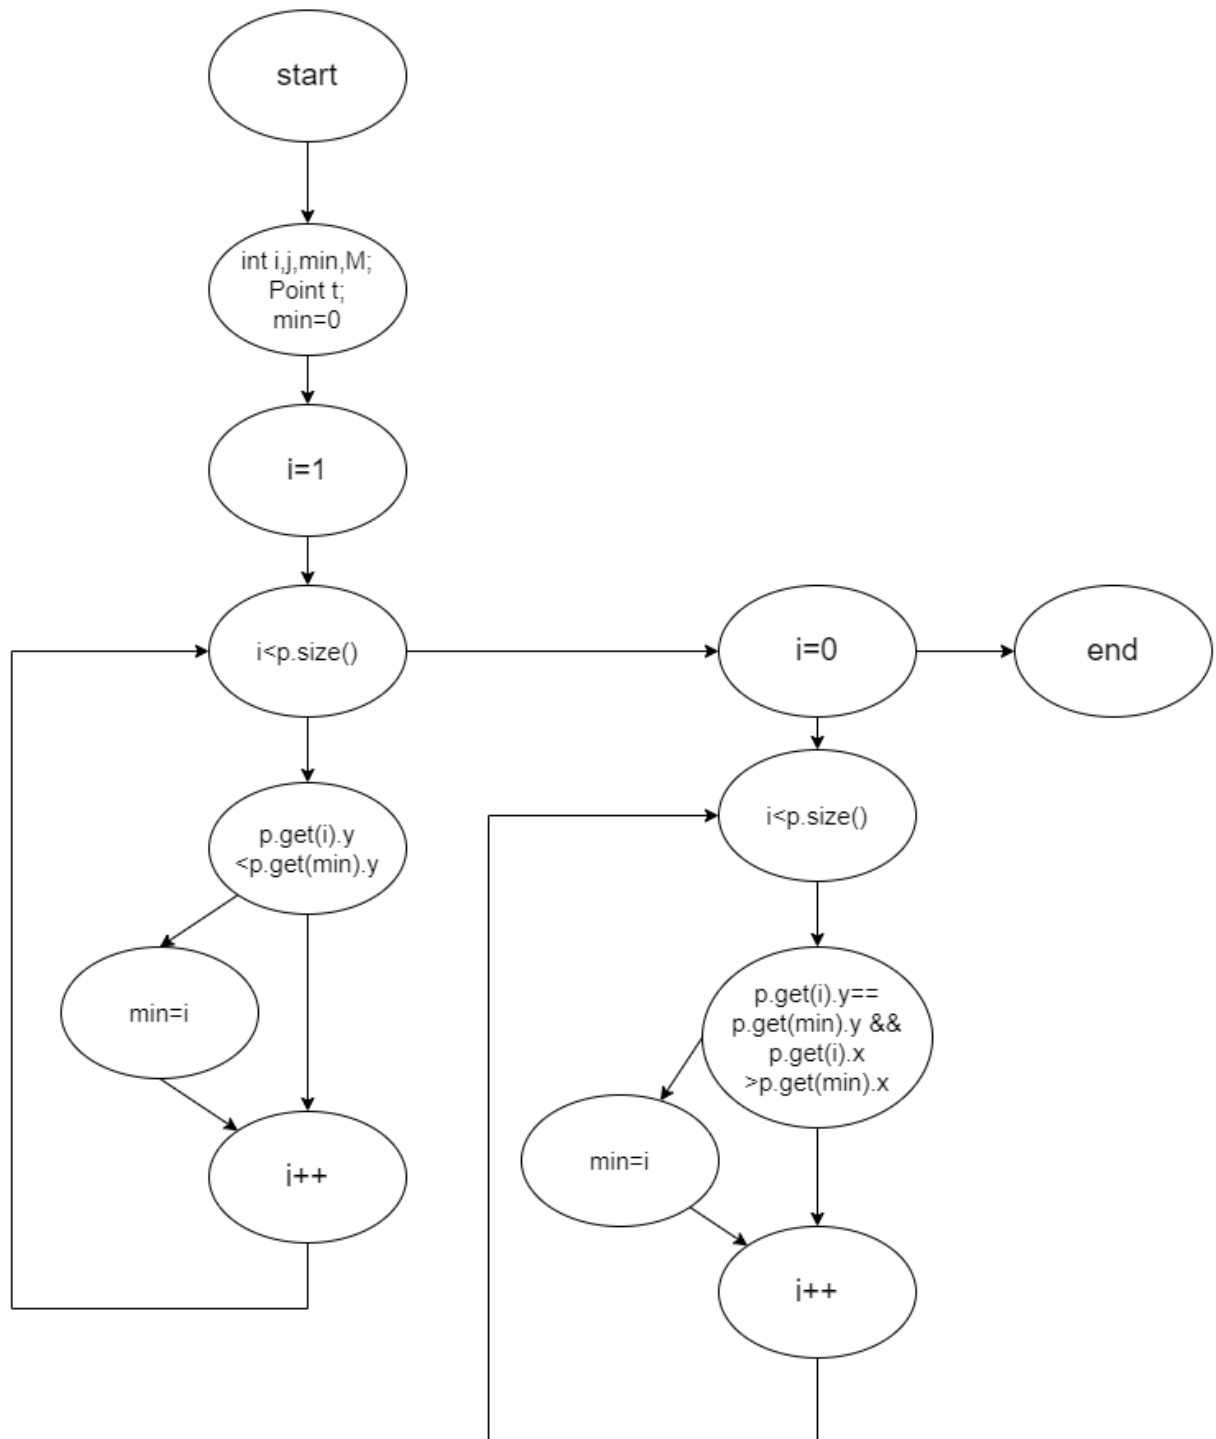 start
int i,j,min,M;
Point t;
min=0
i=1
i<p.size()
i=0
end
p.get(i).y
<p.get(min).y
min=i
i++
i<p.size()
p.get(i).y==
p.get(min).y &&
p.get(i).x
>p.get(min).x
min=i
i++